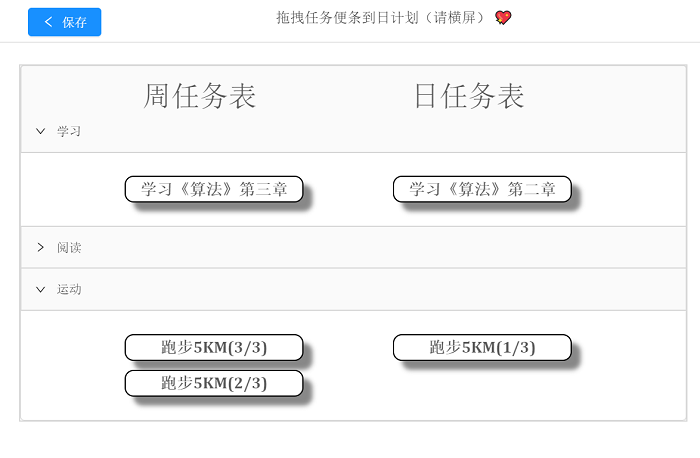 保存
拖拽任务便条到日计划（请横屏）
周任务表 日任务表
学习
学习《算法》第三章 学习《算法》第二章
阅读
运动
跑步5KM(3/3) 跑步5KM(1/3)
跑步5KM(2/3)